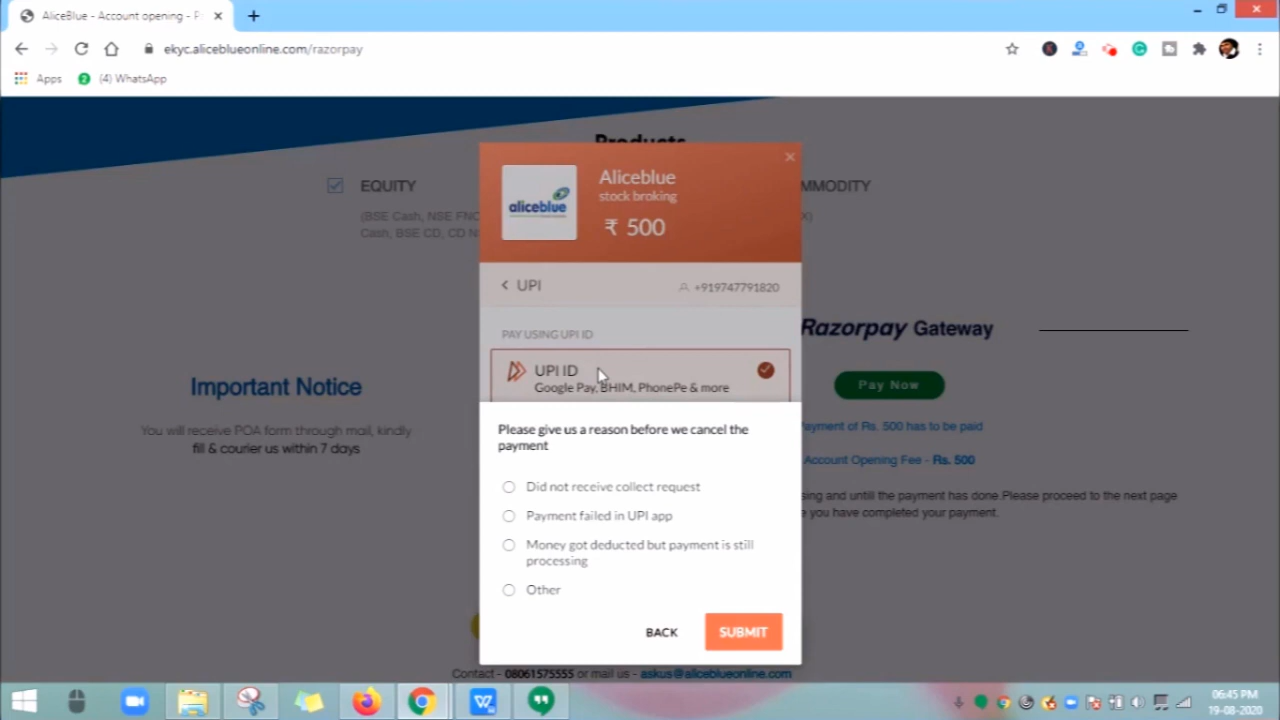 AliceBlue - Account opening - P
ekyc.aliceblueonline.com/razorpay
Apps
(4) WhatsApp
Products
EQUITY
(BSE Cash, NSE FNO
Cash, BSE CD, CD N
MMODITY
X)
aliceblue
Aliceblue
stock broking
₹ 500
UPI
+919747791820
PAY USING UPI ID
UPI ID
Google Pay, BHIM, PhonePe & more
Please give us a reason before we cancel the
payment
Did not receive collect request
Payment failed in UPI app
Money got deducted but payment is still
processing
Other
BACK
SUBMIT
Important Notice
You will receive POA form through mail, kindly
fill & courier us within 7 days
Razorpay Gateway
Pay Now
ayment of Rs. 500 has to be paid
Account Opening Fee - Rs. 500
sing and untill the payment has done.Please proceed to the next page
e you have completed your payment.
Contact - 08061575555 or mail us - askus@aliceblueonline.com
06:45 PM
19-08-2020